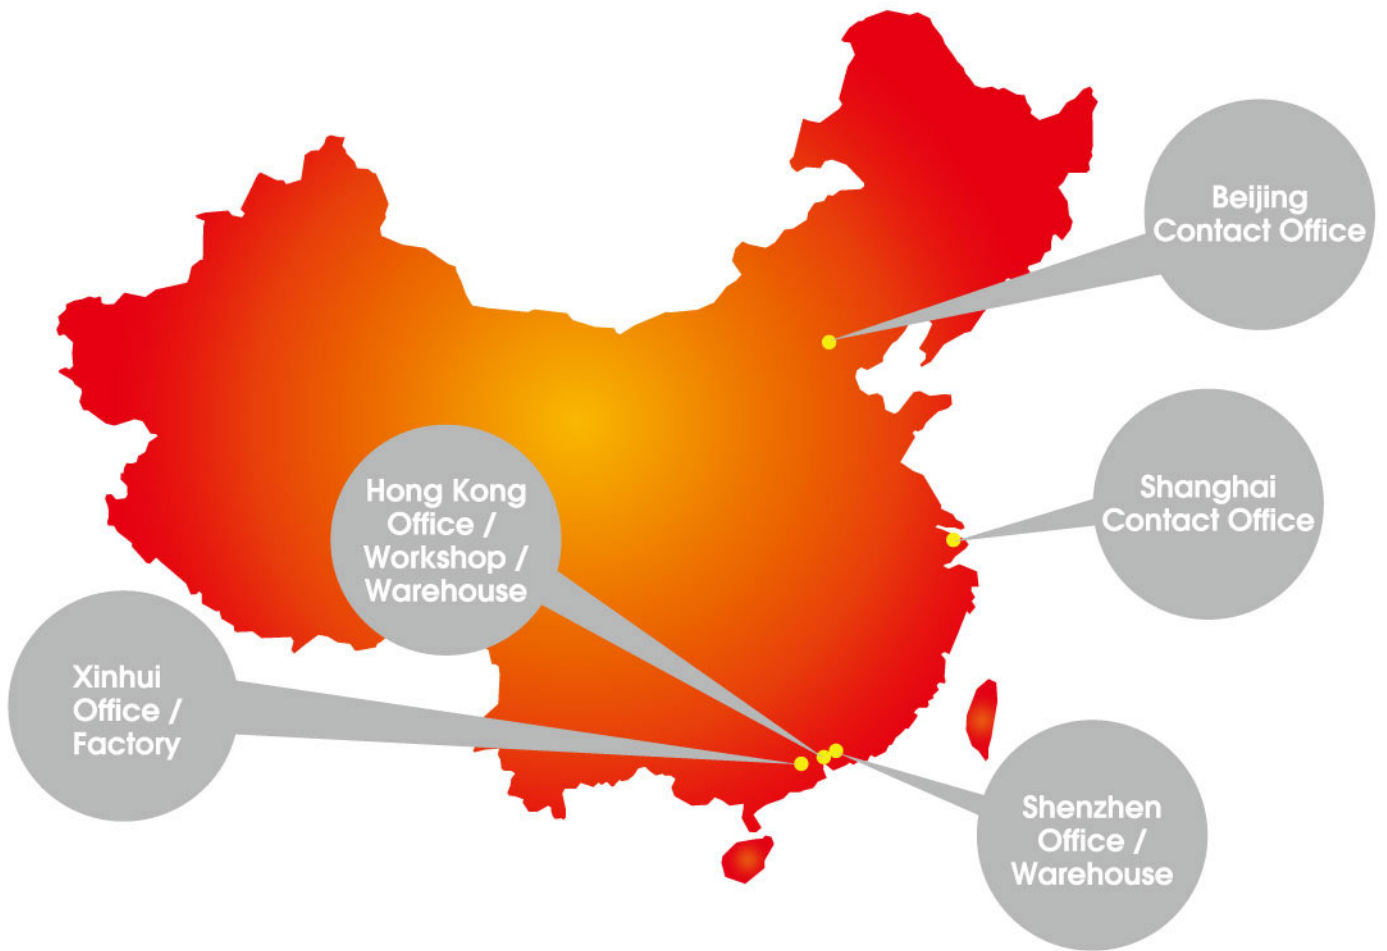 Beijing
Contact Office
Shanghai
Contact Office
Hong Kong
Office /
Workshop /
Warehouse
Xinhui
Office /
Factory
Shenzhen
Office /
Warehouse